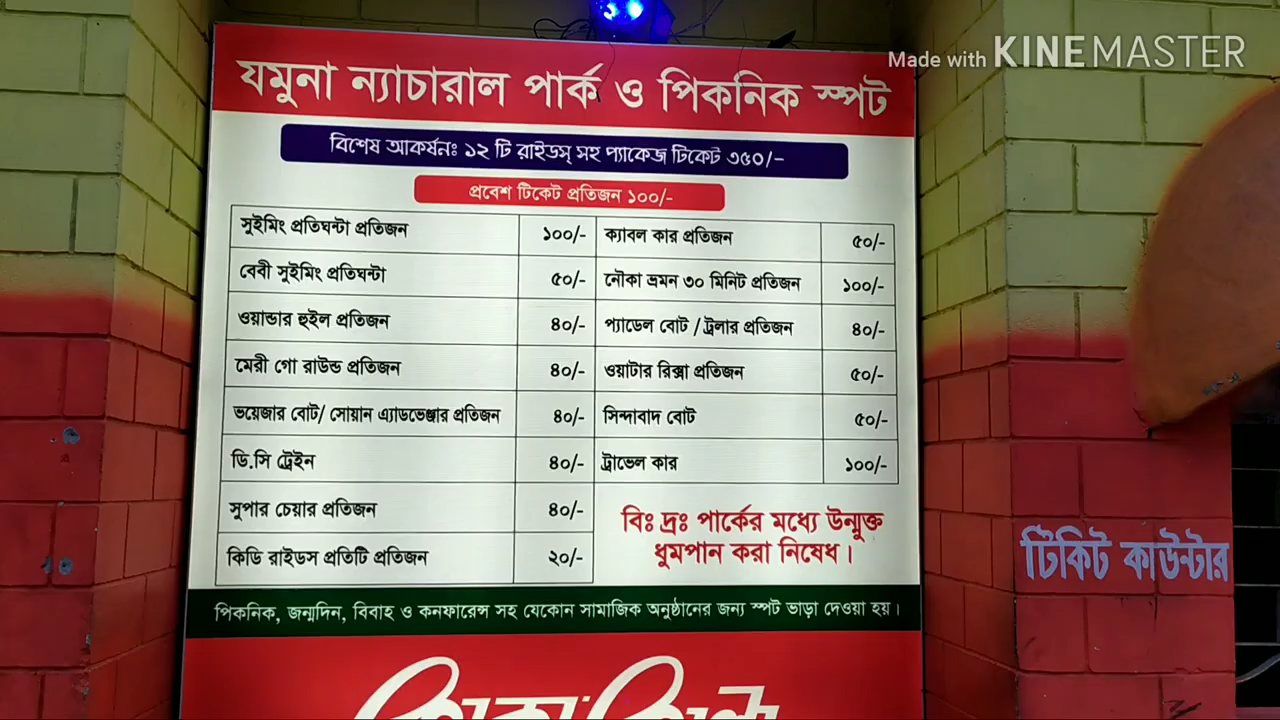 Made with KINEMASTER
যমুনা ন্যাচারাল পার্ক ও পিকনিক স্পট
বিশেষ আকর্ষনঃ ১২ টি রাইডস্ সহ প্যাকেজ টিকেট ৩৫০/-
প্রবেশ টিকেট প্রতিজন ১০০/-
সুইমিং প্রতিঘন্টা প্রতিজন ১০০/-
বেবী সুইমিং প্রতিঘন্টা ৫০/-
ওয়ান্ডার হুইল প্রতিজন ৪০/-
মেরী গো রাউন্ড প্রতিজন ৪০/-
ভয়েজার বোট/ সোয়ান এ্যাডভেঞ্চার প্রতিজন ৪০/-
ডি.সি ট্রেইন ৪০/-
সুপার চেয়ার প্রতিজন ৪০/-
কিডি রাইডস প্রতিটি প্রতিজন ২০/-
ক্যাবল কার প্রতিজন ৫০/-
নৌকা ভ্রমন ৩০ মিনিট প্রতিজন ১০০/-
প্যাডেল বোট / ট্রলার প্রতিজন ৪০/-
ওয়াটার রিক্সা প্রতিজন ৫০/-
সিন্দাবাদ বোট ৫০/-
ট্রাভেল কার ১০০/-
বিঃ দ্রঃ পার্কের মধ্যে উন্মুক্ত
ধুমপান করা নিষেধ।
পিকনিক, জন্মদিন, বিবাহ ও কনফারেন্স সহ যেকোন সামাজিক অনুষ্ঠানের জন্য স্পট ভাড়া দেওয়া হয়।
টিকিট কাউন্টার